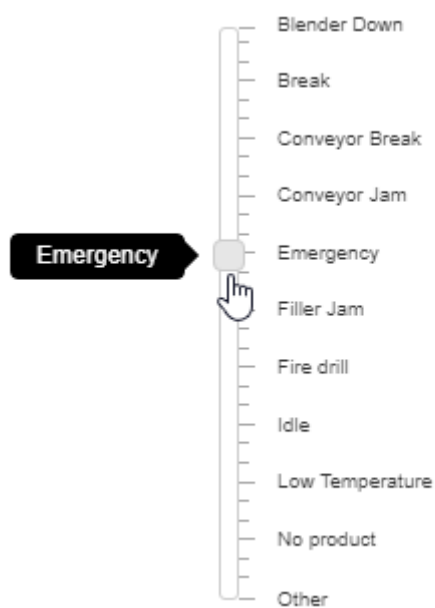 Blender Down
Break
Conveyor Break
Conveyor Jam
Emergency
Emergency
Filler Jam
Fire drill
Idle
Low Temperature
No product
Other